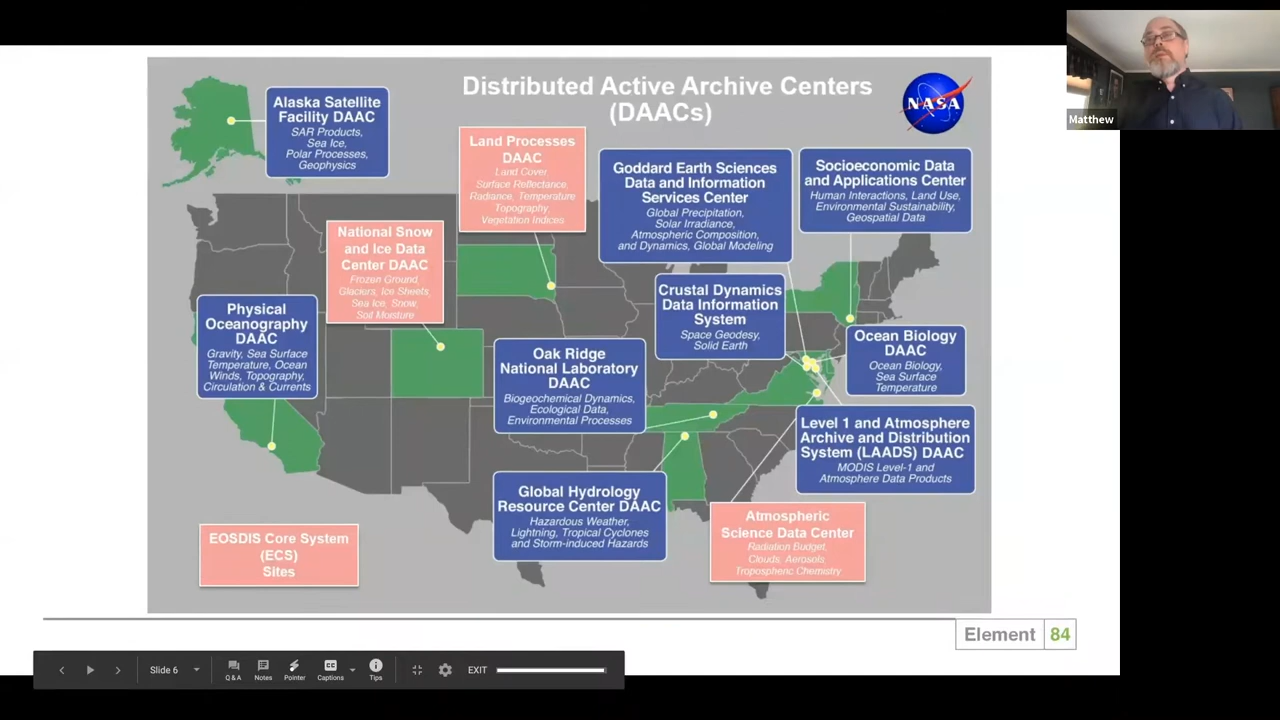 Distributed Active Archive Centers
(DAACs)
NASA
Matthew
Alaska Satellite
Facility DAAC
SAR Products,
Sea Ice,
Polar Processes,
Geophysics
Land Processes
DAAC
Land Cover,
Surface Reflectance,
Radiance, Temperature
Topography,
Vegetation Indices
Goddard Earth Sciences
Data and Information
Services Center
Global Precipitation,
Solar Irradiance,
Atmospheric Composition,
and Dynamics, Global Modeling
Socioeconomic Data
and Applications Center
Human Interactions, Land Use,
Environmental Sustainability,
Geospatial Data
National Snow
and Ice Data
Center DAAC
Frozen Ground,
Glaciers, Ice Sheets,
Sea Ice, Snow,
Soil Moisture
Crustal Dynamics
Data Information
System
Space Geodesy,
Solid Earth
Physical
Oceanography
DAAC
Gravity, Sea Surface
Temperature, Ocean
Winds, Topography,
Circulation & Currents
Oak Ridge
National Laboratory
DAAC
Biogeochemical Dynamics,
Ecological Data,
Environmental Processes
Ocean Biology
DAAC
Ocean Biology,
Sea Surface
Temperature
Level 1 and Atmosphere
Archive and Distribution
System (LAADS) DAAC
MODIS Level-1 and
Atmosphere Data Products
Global Hydrology
Resource Center DAAC
Hazardous Weather,
Lightning, Tropical Cyclones
and Storm-induced Hazards
Atmospheric
Science Data Center
Radiation Budget,
Clouds, Aerosols,
Tropospheric Chemistry
EOSDIS Core System
(ECS)
Sites
Element 84
Slide 6
Q & A
Notes
Pointer
Captions
Tips
EXIT